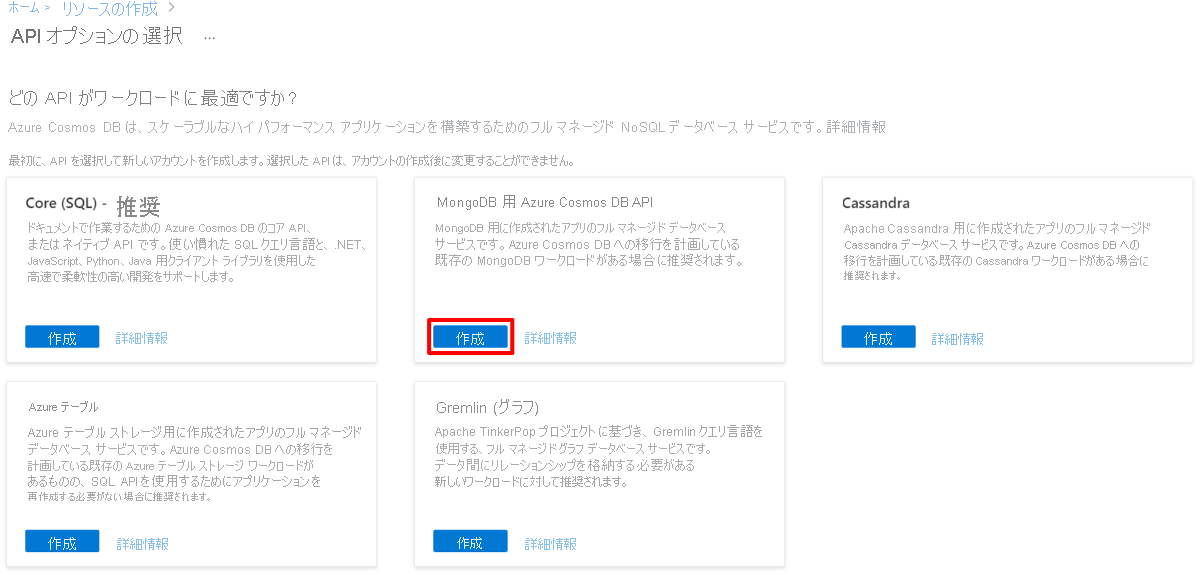 ホーム > リソースの作成 >
API オプションの選択 ...
どの API がワークロードに最適ですか?
Azure Cosmos DB は、スケーラブルなハイ パフォーマンス アプリケーションを構築するためのフル マネージド NoSQL データベース サービスです。詳細情報
最初に、API を選択して新しいアカウントを作成します。選択した API は、アカウントの作成後に変更することができません。
Core (SQL) - 推奨
ドキュメントで作業するための Azure Cosmos DB のコア API、
またはネイティブ API です。使い慣れた SQL クエリ言語と、.NET、
JavaScript、Python、Java 用クライアント ライブラリを使用した
高速で柔軟性の高い開発をサポートします。
作成 詳細情報
MongoDB 用 Azure Cosmos DB API
MongoDB 用に作成されたアプリのフル マネージド データベース
サービスです。Azure Cosmos DB への移行を計画している
既存の MongoDB ワークロードがある場合に推奨されます。
作成 詳細情報
Cassandra
Apache Cassandra 用に作成されたアプリのフル マネージド
Cassandra データベース サービスです。Azure Cosmos DB への
移行を計画している既存の Cassandra ワークロードがある場合に
推奨されます。
作成 詳細情報
Azure テーブル
Azure テーブル ストレージ用に作成されたアプリのフル マネージド
データベース サービスです。Azure Cosmos DB への移行を
計画している既存の Azure テーブル ストレージ ワークロードが
あるものの、SQL API を使用するためにアプリケーションを
再作成する必要がない場合に推奨されます。
作成 詳細情報
Gremlin (グラフ)
Apache TinkerPop プロジェクトに基づき、Gremlin クエリ言語を
使用する、フル マネージド グラフ データベース サービスです。
データ間にリレーションシップを格納する必要がある
新しいワークロードに対して推奨されます。
作成 詳細情報